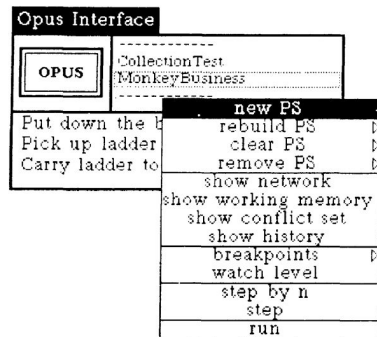 Opus Interface
OPUS
CollectionTest
MonkeyBusiness
Put down the b
Pick up ladder
Carry ladder to
new PS
rebuild PS
clear PS
remove PS
show network
show working memory
show conflict set
show history
breakpoints
watch level
step by n
step
run